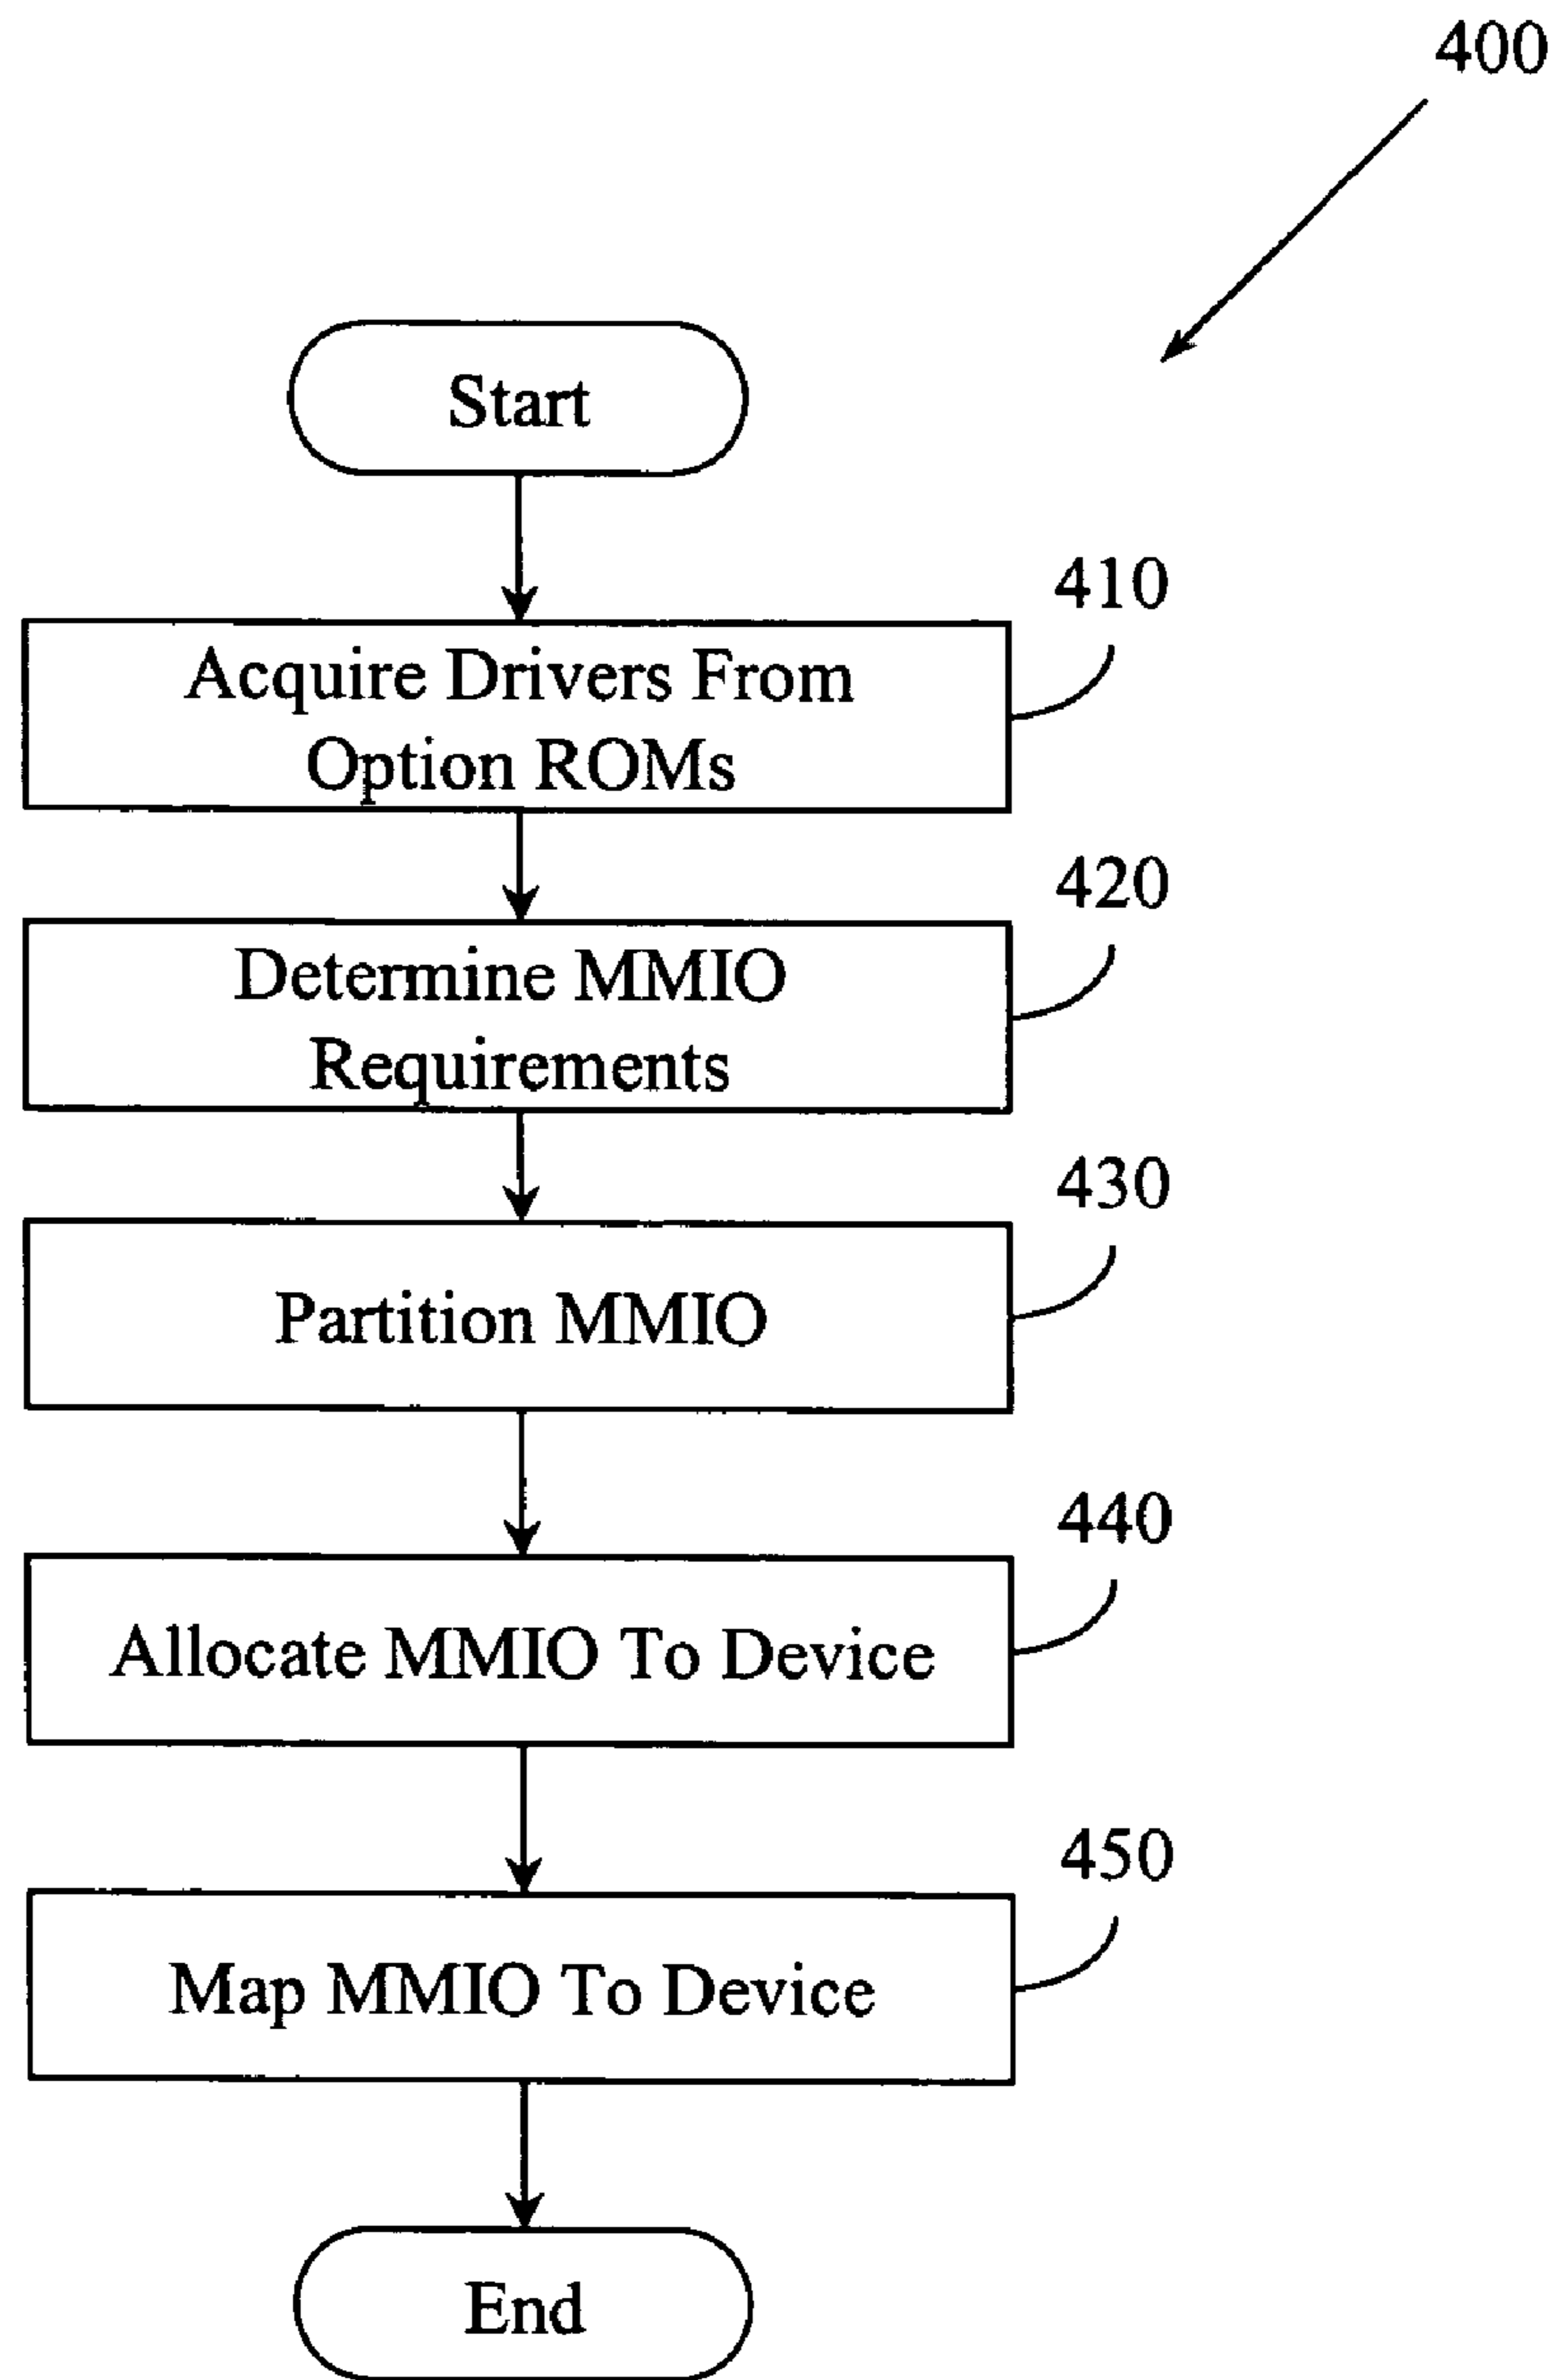 400
Start
410
Acquire Drivers From
Option ROMs
420
Determine MMIO
Requirements
430
Partition MMIO
440
Allocate MMIO To Device
450
Map MMIO To Device
End